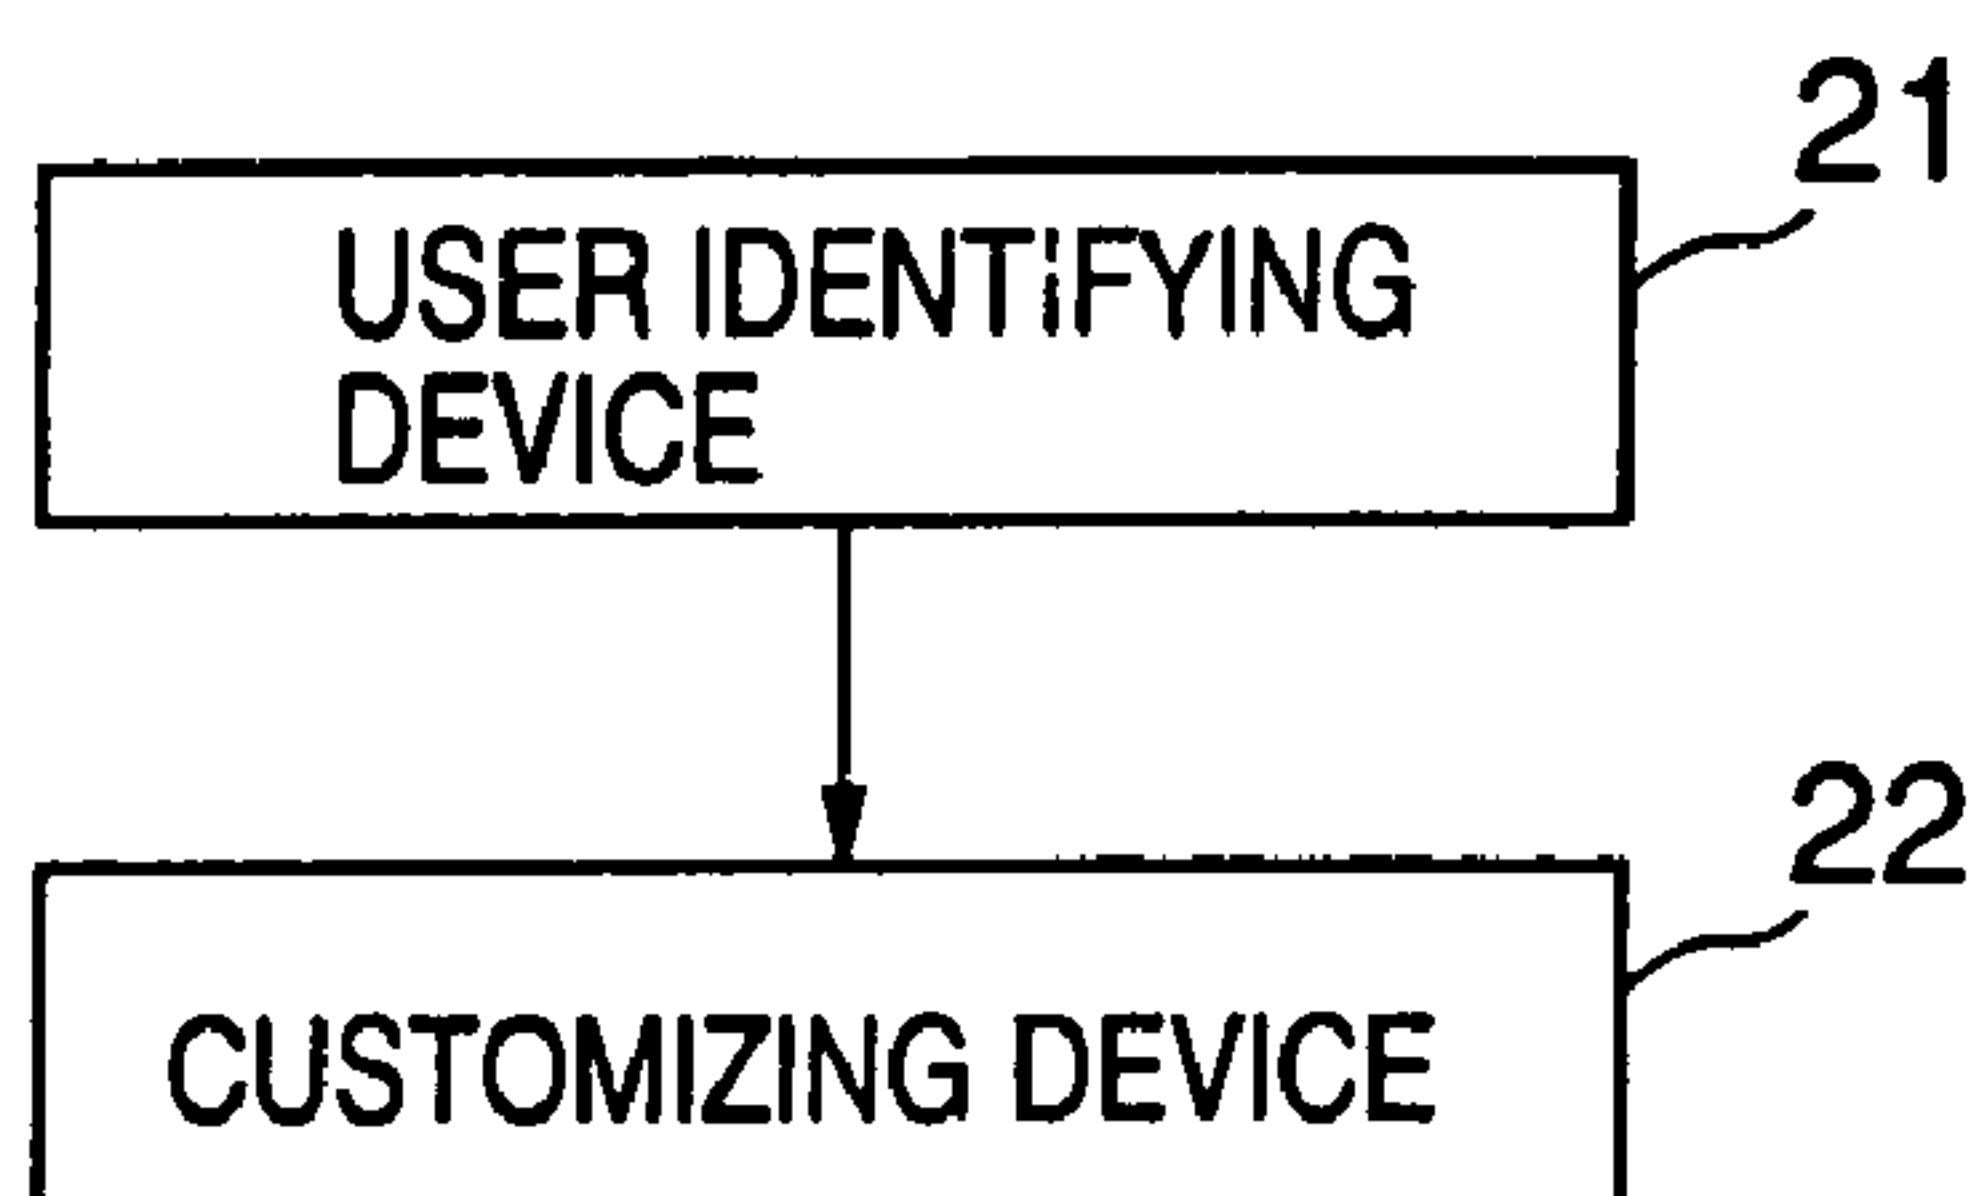 21
USER IDENTIFYING
DEVICE
22
CUSTOMIZING DEVICE